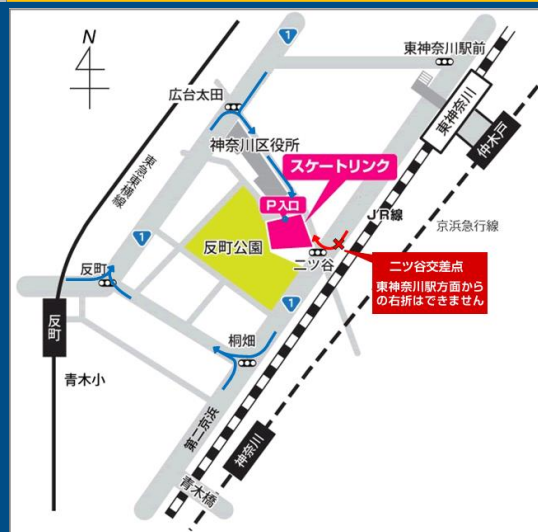 N
1
東神奈川駅前
広台太田
東神奈川
仲木戸
神奈川区役所
スケートリンク
東急東横線
P入口
JR線
京浜急行線
1
反町公園
二ツ谷
二ツ谷交差点
東神奈川駅方面から
の右折はできません
反町
1
反町
桐畑
青木小
第二京浜
神奈川
青木橋